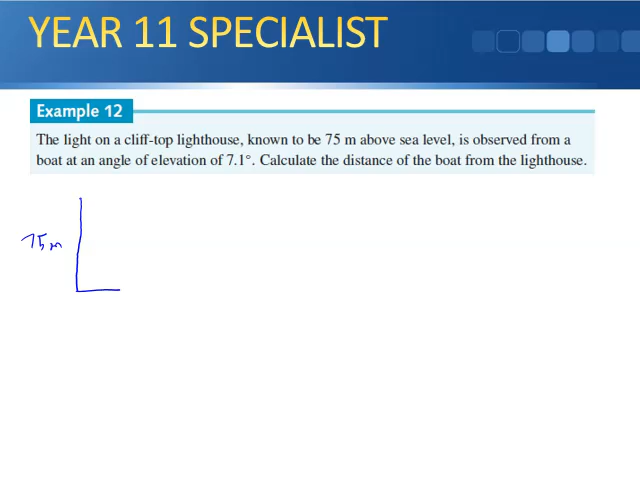 YEAR 11 SPECIALIST
Example 12
The light on a cliff-top lighthouse, known to be 75 m above sea level, is observed from a
boat at an angle of elevation of 7.1°. Calculate the distance of the boat from the lighthouse.
75 m